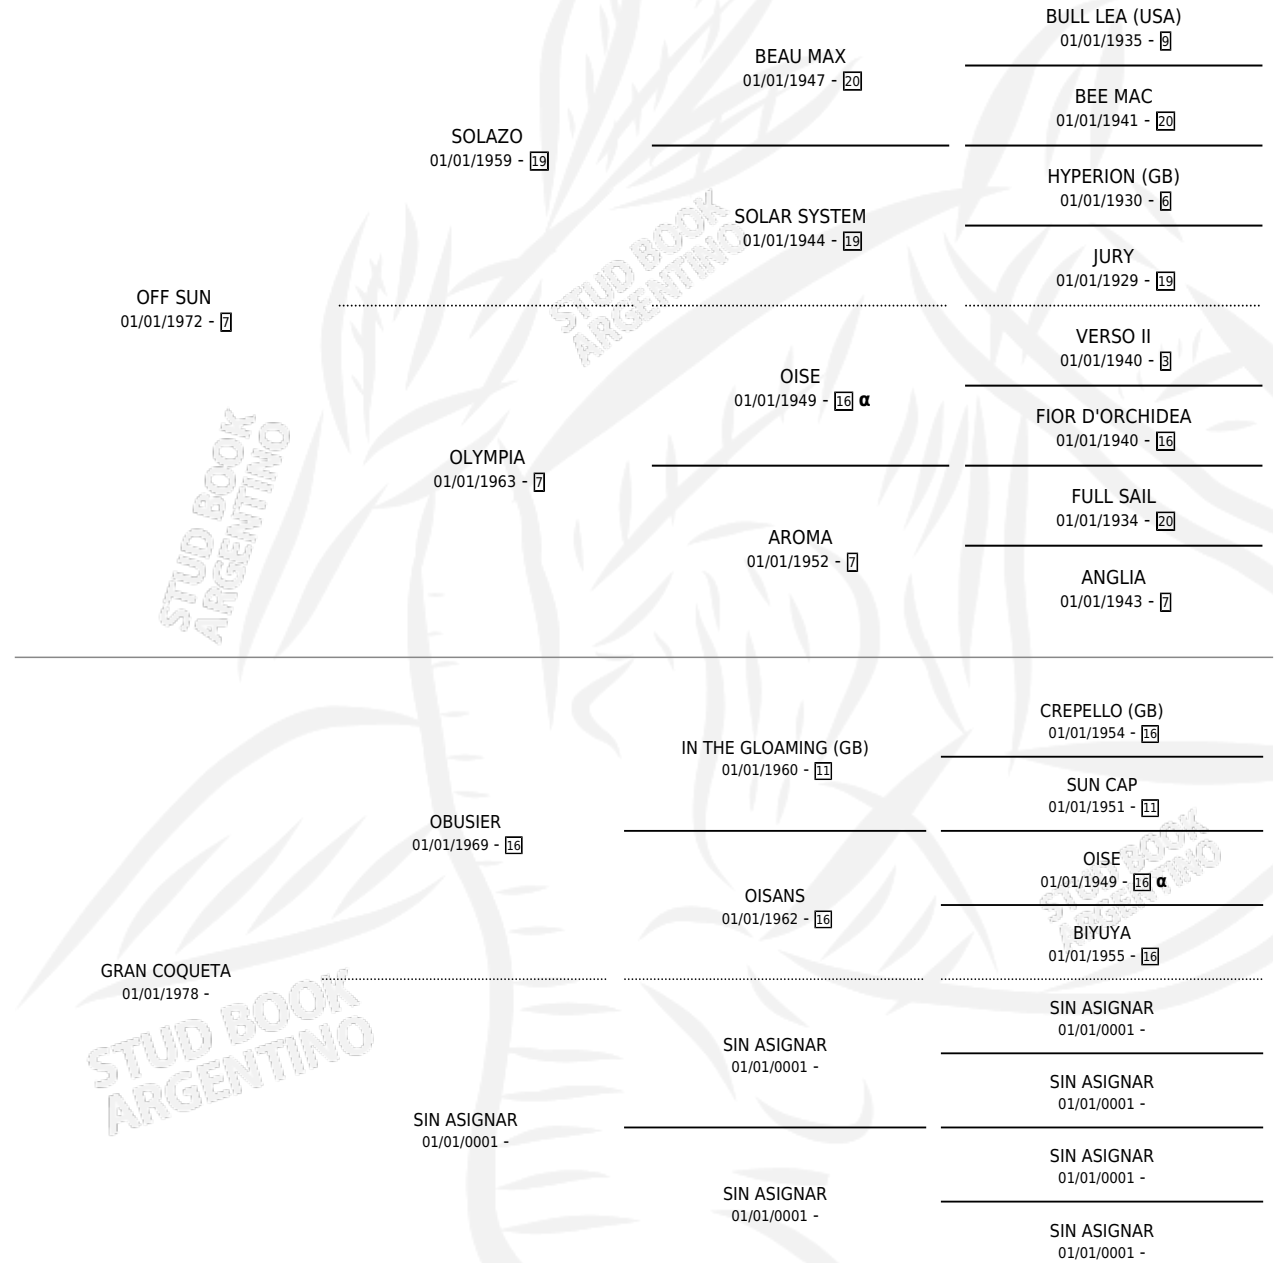 BULL LEA (USA)
01/01/1935 - 9
BEAU MAX
01/01/1947 - 20
BEE MAC
01/01/1941 - 20
SOLAZO
01/01/1959 - 19
HYPERION (GB)
01/01/1930 - 6
SOLAR SYSTEM
01/01/1944 - 19
JURY
01/01/1929 - 19
OFF SUN
01/01/1972 - 7
VERSO II
01/01/1940 - 3
OISE
01/01/1949 - 16 α
FIOR D'ORCHIDEA
01/01/1940 - 16
OLYMPIA
01/01/1963 - 7
FULL SAIL
01/01/1934 - 20
AROMA
01/01/1952 - 7
ANGLIA
01/01/1943 - 7
STUD BOOK
ARGENTINO
STUD BOOK
ARGENTINO
CREPELLO (GB)
01/01/1954 - 16
IN THE GLOAMING (GB)
01/01/1960 - 11
SUN CAP
01/01/1951 - 11
OBUSIER
01/01/1969 - 16
OISE
01/01/1949 - 16 α
OISANS
01/01/1962 - 16
BIYUYA
01/01/1955 - 16
GRAN COQUETA
01/01/1978 -
SIN ASIGNAR
01/01/0001 -
SIN ASIGNAR
01/01/0001 -
SIN ASIGNAR
01/01/0001 -
SIN ASIGNAR
01/01/0001 -
SIN ASIGNAR
01/01/0001 -
SIN ASIGNAR
01/01/0001 -
SIN ASIGNAR
01/01/0001 -
STUD BOOK
ARGENTINO
STUD BOOK
ARGENTINO